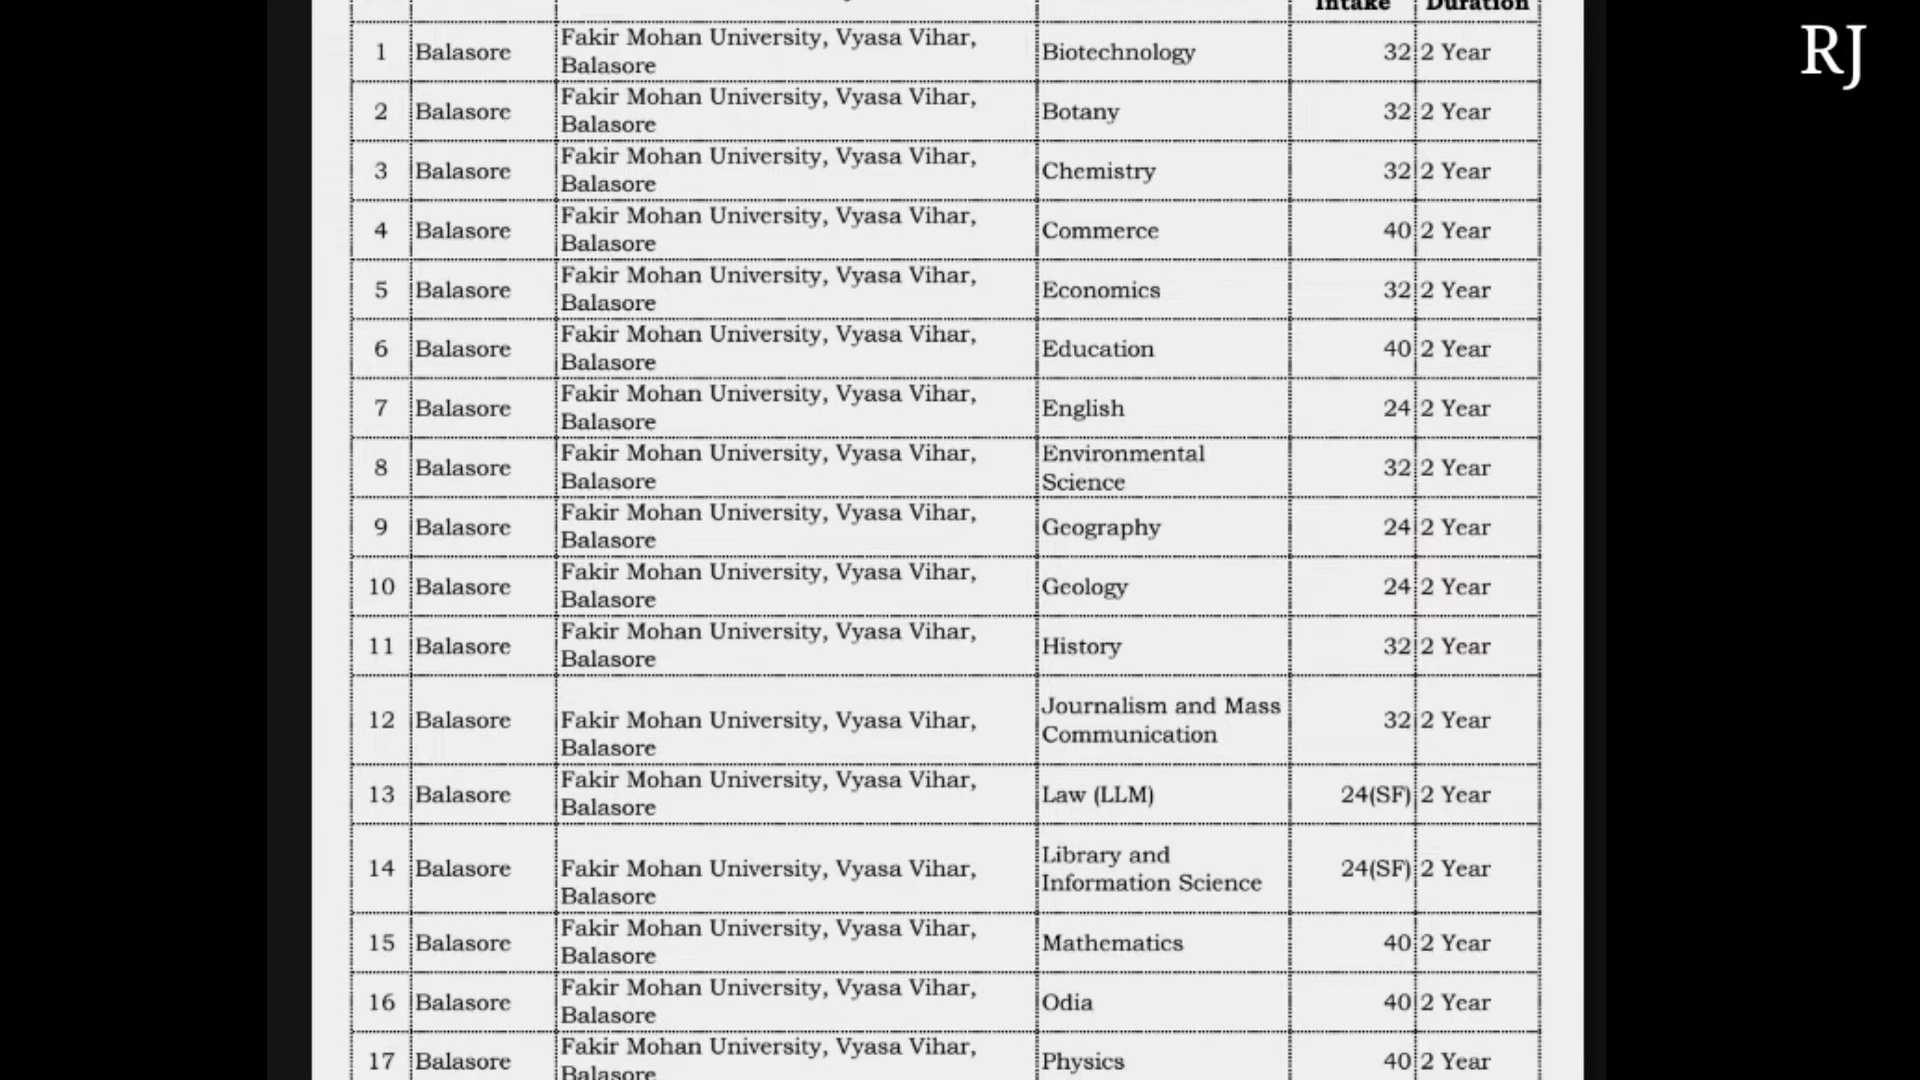 RJ
Intake Duration
1 Balasore Fakir Mohan University, Vyasa Vihar, Balasore Biotechnology 32 2 Year
2 Balasore Fakir Mohan University, Vyasa Vihar, Balasore Botany 32 2 Year
3 Balasore Fakir Mohan University, Vyasa Vihar, Balasore Chemistry 32 2 Year
4 Balasore Fakir Mohan University, Vyasa Vihar, Balasore Commerce 40 2 Year
5 Balasore Fakir Mohan University, Vyasa Vihar, Balasore Economics 32 2 Year
6 Balasore Fakir Mohan University, Vyasa Vihar, Balasore Education 40 2 Year
7 Balasore Fakir Mohan University, Vyasa Vihar, Balasore English 24 2 Year
8 Balasore Fakir Mohan University, Vyasa Vihar, Balasore Environmental Science 32 2 Year
9 Balasore Fakir Mohan University, Vyasa Vihar, Balasore Geography 24 2 Year
10 Balasore Fakir Mohan University, Vyasa Vihar, Balasore Geology 24 2 Year
11 Balasore Fakir Mohan University, Vyasa Vihar, Balasore History 32 2 Year
12 Balasore Fakir Mohan University, Vyasa Vihar, Balasore Journalism and Mass Communication 32 2 Year
13 Balasore Fakir Mohan University, Vyasa Vihar, Balasore Law (LLM) 24(SF) 2 Year
14 Balasore Fakir Mohan University, Vyasa Vihar, Balasore Library and Information Science 24(SF) 2 Year
15 Balasore Fakir Mohan University, Vyasa Vihar, Balasore Mathematics 40 2 Year
16 Balasore Fakir Mohan University, Vyasa Vihar, Balasore Odia 40 2 Year
17 Balasore Fakir Mohan University, Vyasa Vihar, Balasore Physics 40 2 Year